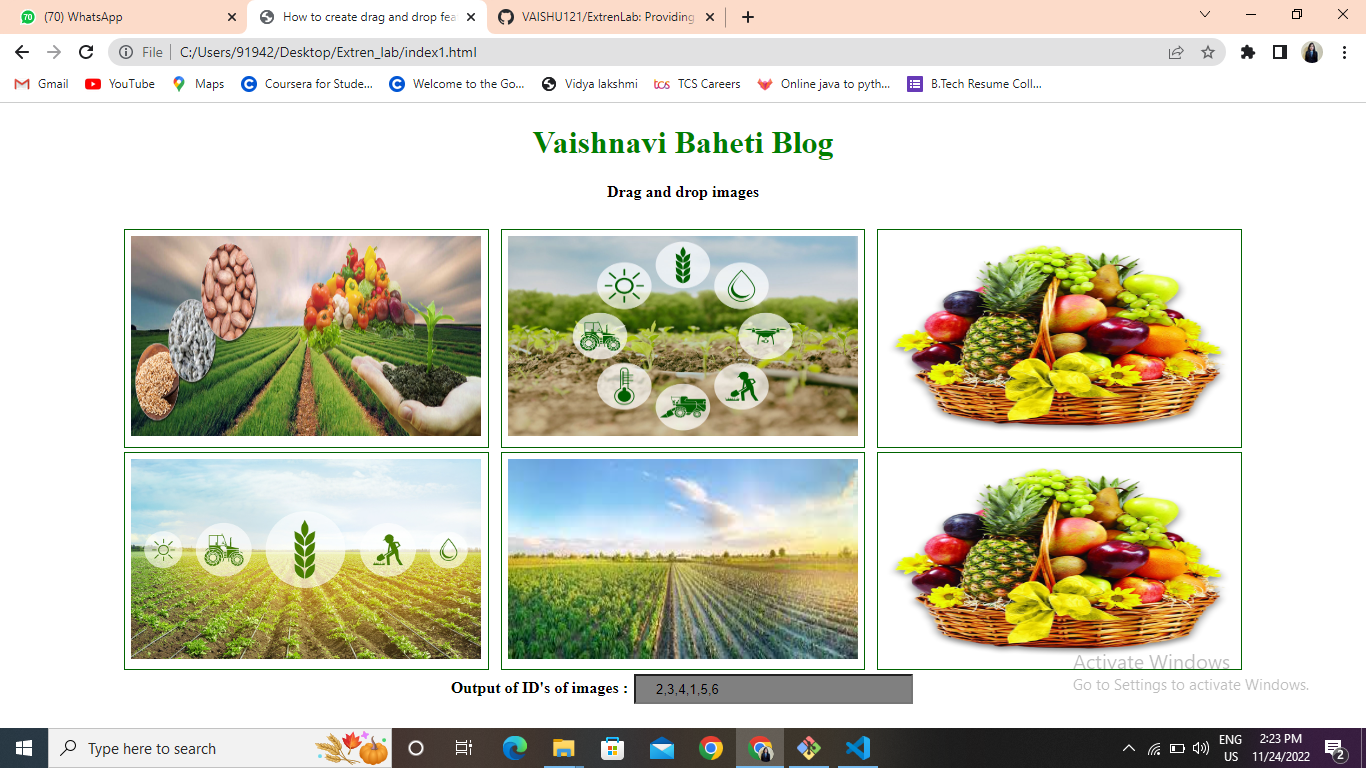 70
(70) WhatsApp
How to create drag and drop fea
VAISHU121/ExtrenLab: Providing
File
C:/Users/91942/Desktop/Extren_lab/index1.html
Gmail
YouTube
Maps
Coursera for Stude...
Welcome to the Go...
Vidya lakshmi
tcs
TCS Careers
Online java to pyth...
B.Tech Resume Coll...
Vaishnavi Baheti Blog
Drag and drop images
Output of ID's of images :
2,3,4,1,5,6
Activate Windows
Go to Settings to activate Windows.
Type here to search
ENG
US
2:23 PM
11/24/2022
2